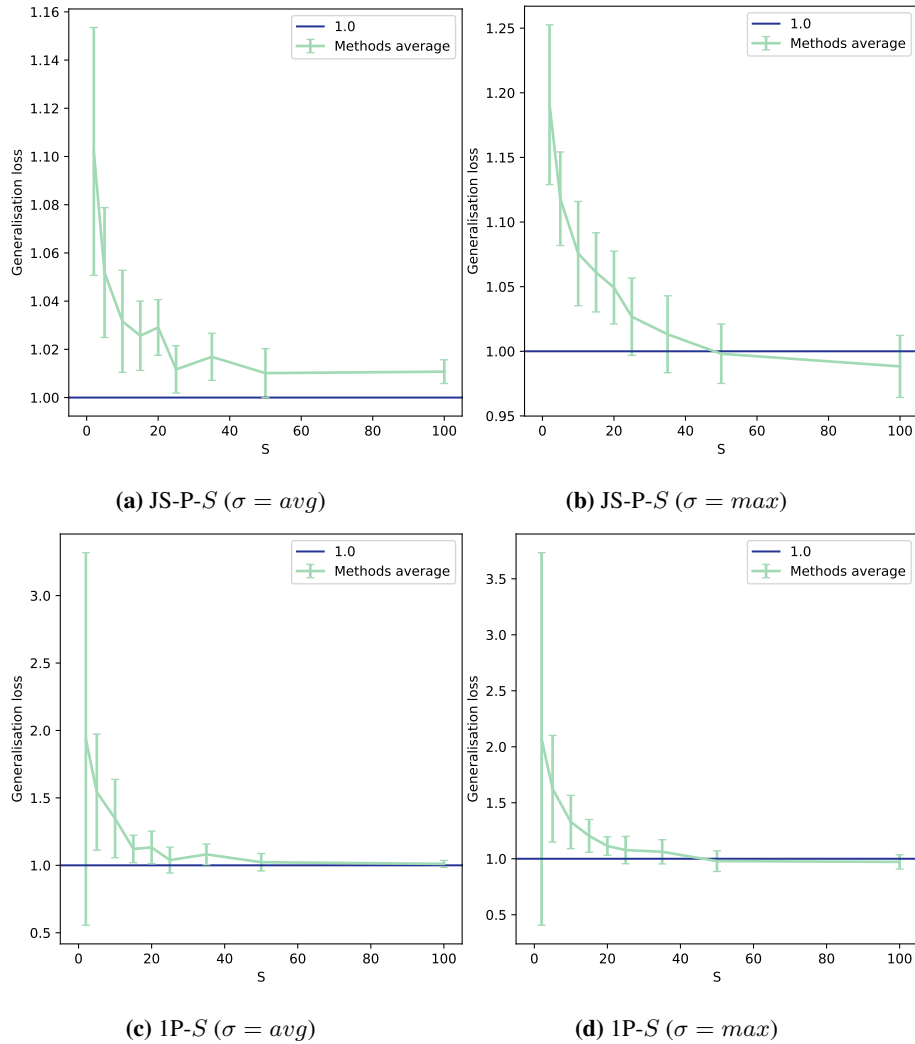 1.16
1.14
1.12
1.10
1.08
1.06
1.04
1.02
1.00
Generalisation loss
0 20 40 60 80 100
S
1.0
Methods average
(a) JS-P-S (σ = avg)
1.25
1.20
1.15
1.10
1.05
1.00
0.95
Generalisation loss
0 20 40 60 80 100
S
1.0
Methods average
(b) JS-P-S (σ = max)
3.0
2.5
2.0
1.5
1.0
0.5
Generalisation loss
0 20 40 60 80 100
S
1.0
Methods average
(c) 1P-S (σ = avg)
3.5
3.0
2.5
2.0
1.5
1.0
0.5
Generalisation loss
0 20 40 60 80 100
S
1.0
Methods average
(d) 1P-S (σ = max)